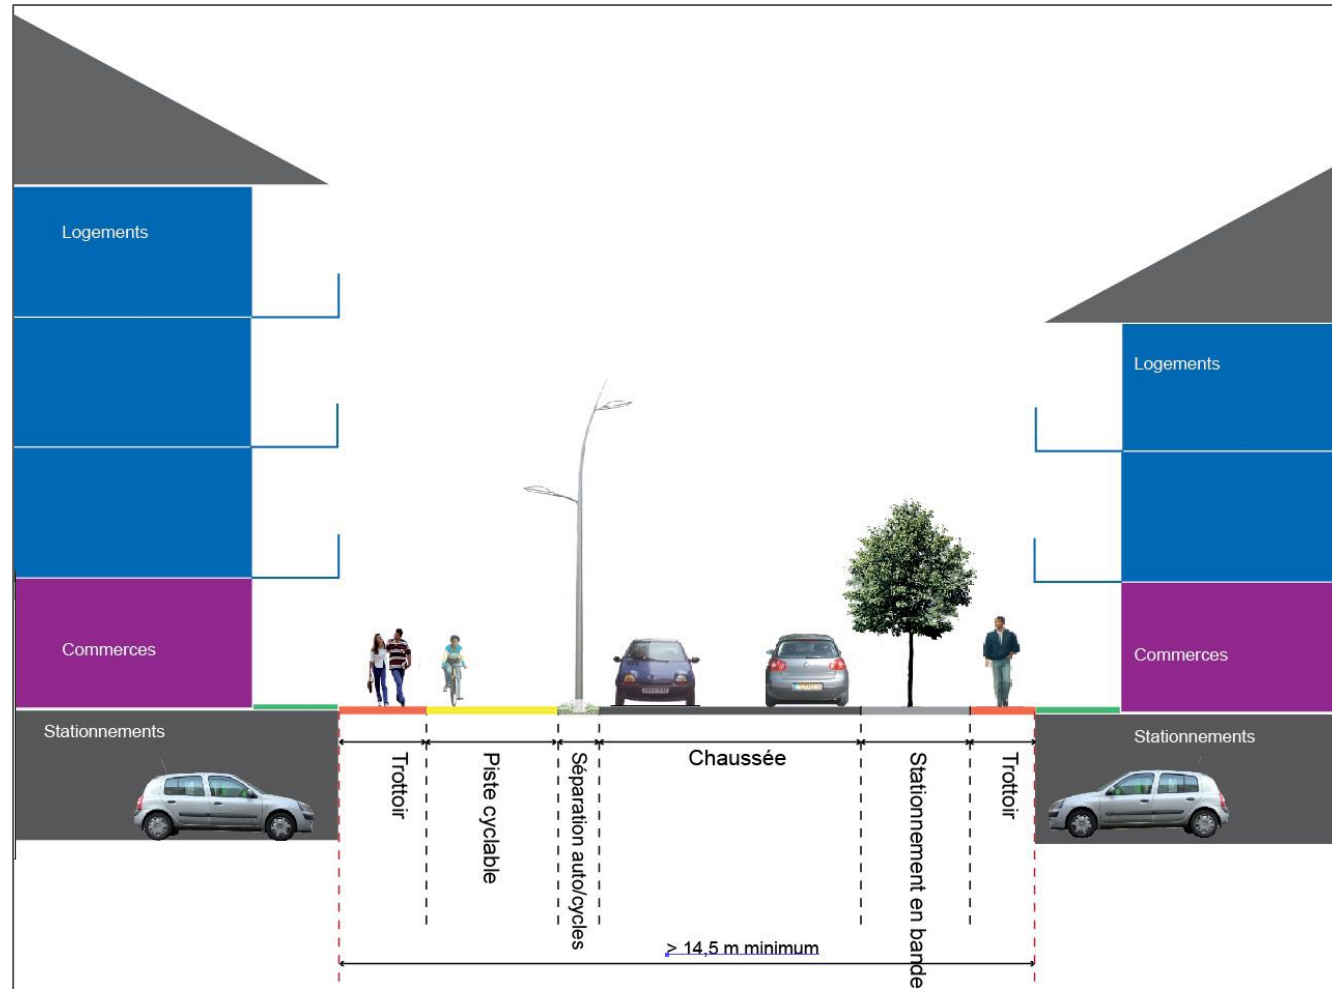 Logements
Logements
Commerces
Commerces
Stationnements
Stationnements
Trottoir
Piste cyclable
Séparation auto/cycles
Chaussée
Stationnement en bande
Trottoir
> 14,5 m minimum